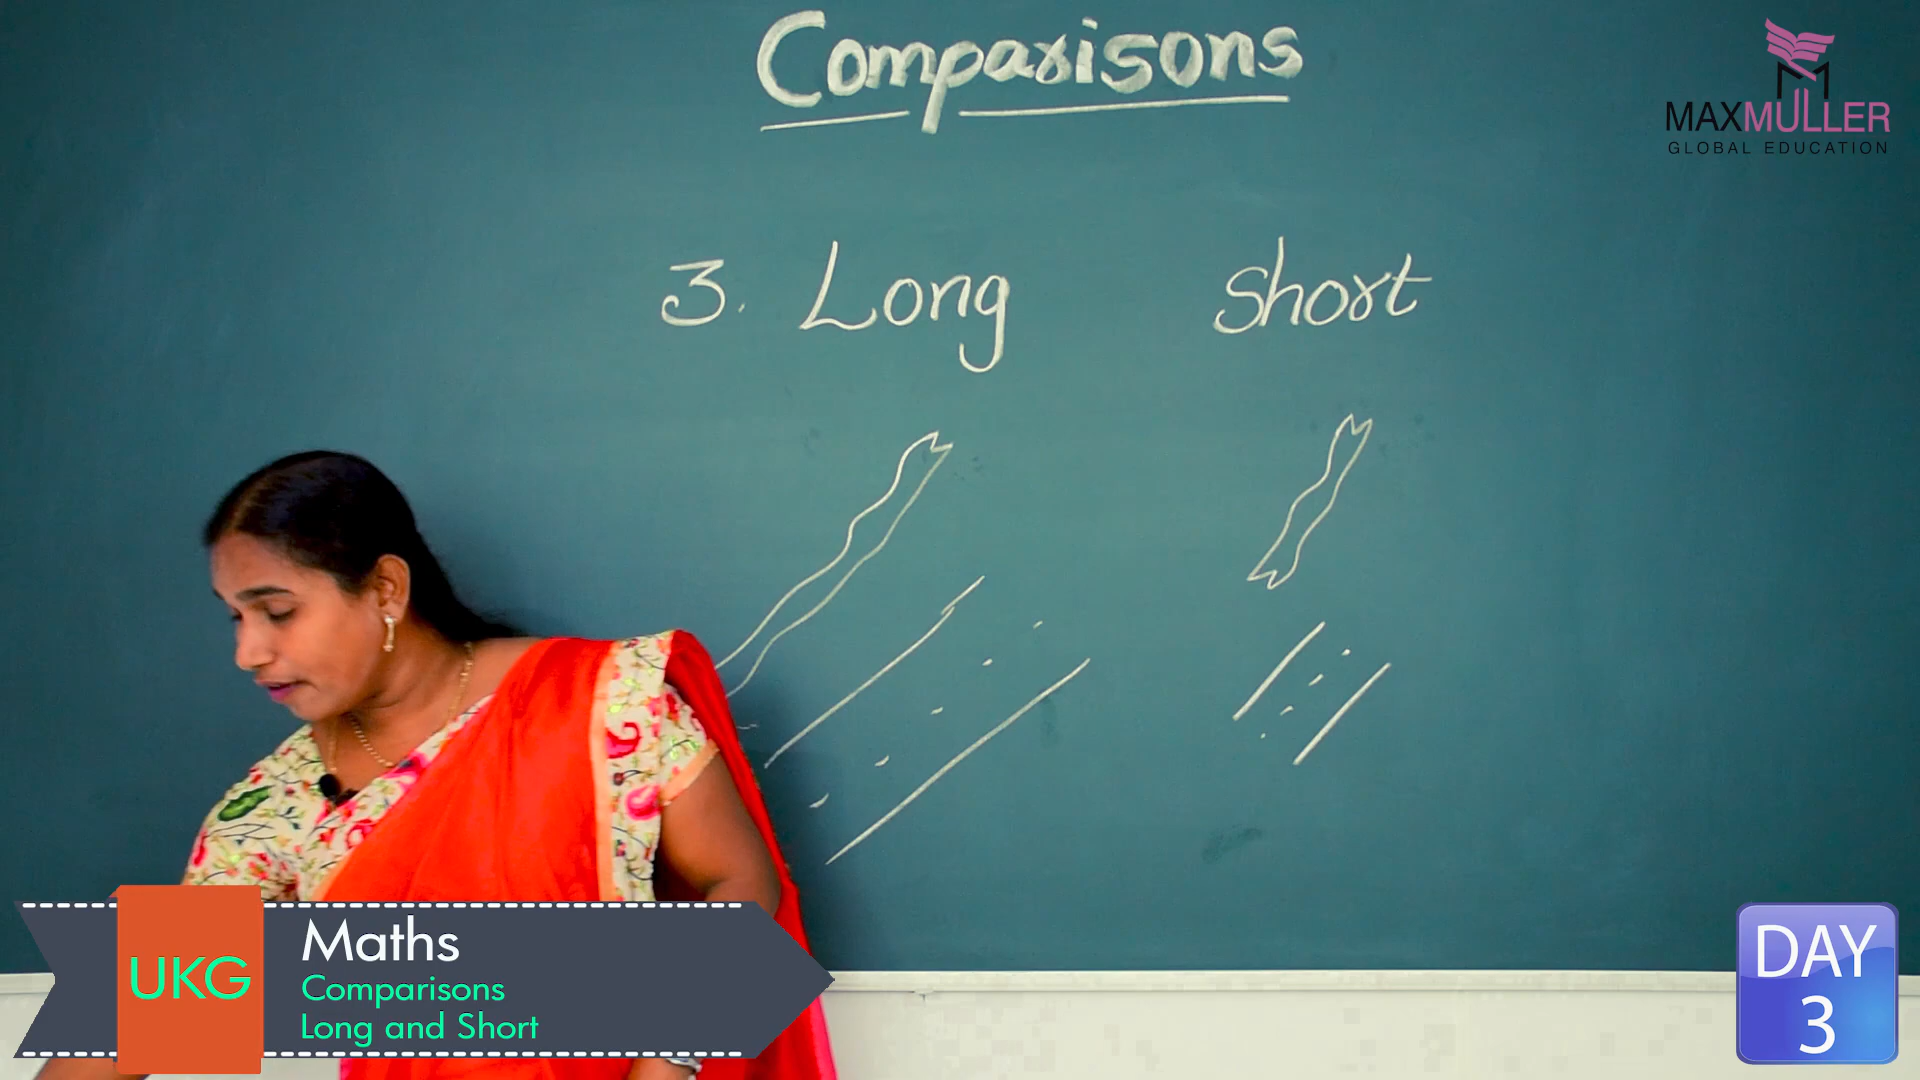 Comparisons
MAXMULLER
GLOBAL EDUCATION
3. Long short
UKG
Maths
Comparisons
Long and Short
DAY
3